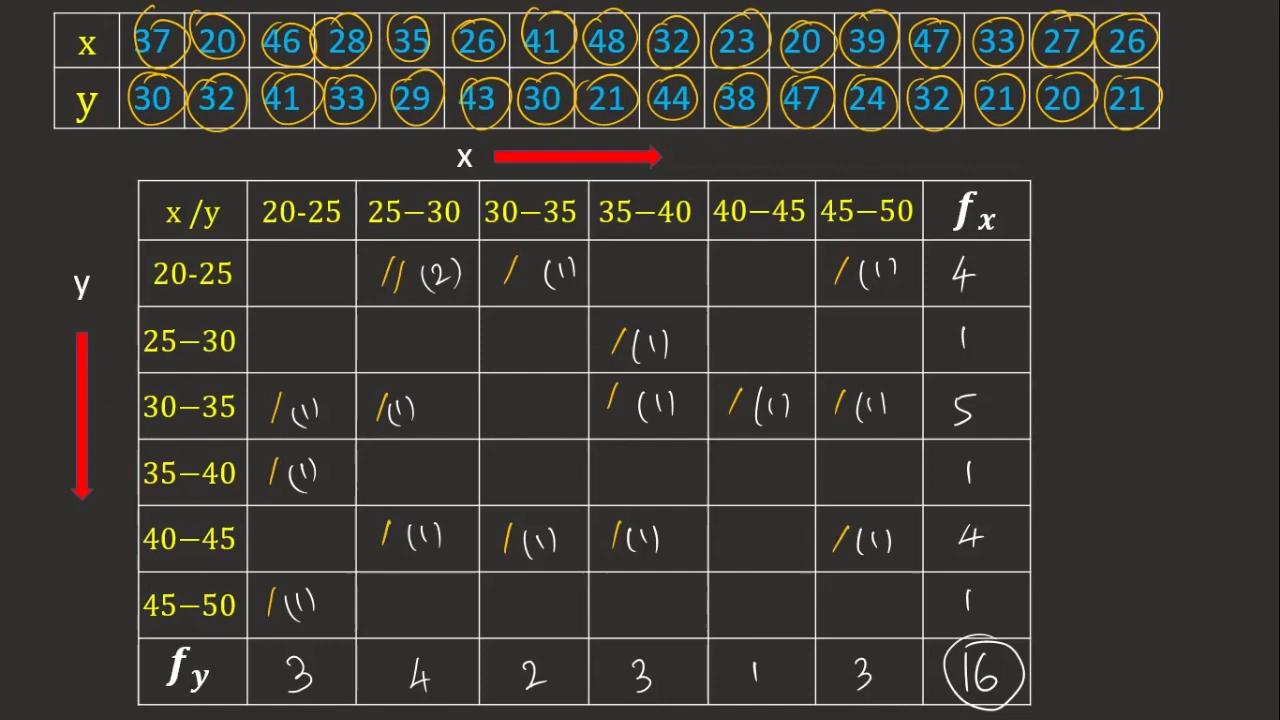 x 37 20 46 28 35 26 41 48 32 23 20 39 47 33 27 26
y 30 32 41 33 29 43 30 21 44 38 47 24 32 21 20 21
x
x /y 20-25 25−30 30−35 35−40 40−45 45−50 fx
y
20-25 // (2) / (1) / (1) 4
25−30 / (1) 1
30−35 / (1) / (1) / (1) / (1) / (1) 5
35−40 / (1) 1
40−45 / (1) / (1) / (1) / (1) 4
45−50 / (1) 1
fy 3 4 2 3 1 3 16